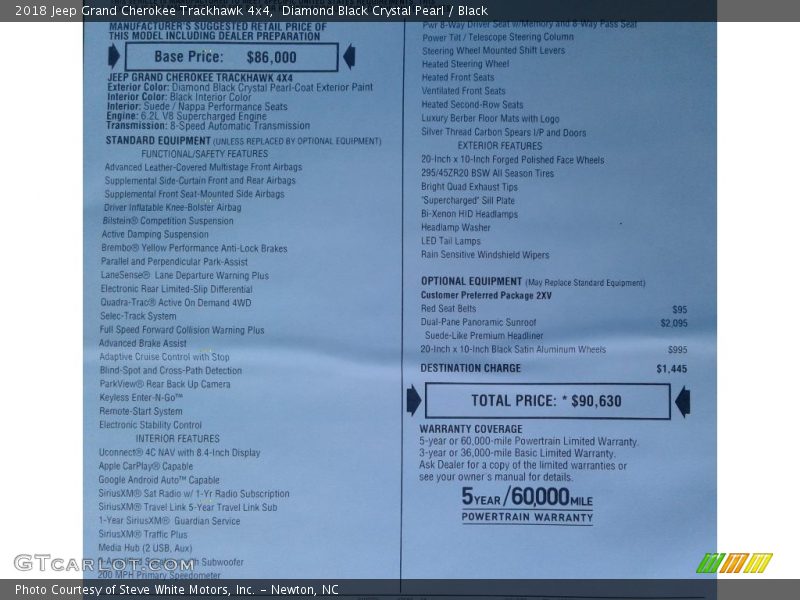 2018 Jeep Grand Cherokee Trackhawk 4x4, Diamond Black Crystal Pearl / Black
MANUFACTURER'S SUGGESTED RETAIL PRICE OF
THIS MODEL INCLUDING DEALER PREPARATION
Base Price: $86,000
JEEP GRAND CHEROKEE TRACKHAWK 4X4
Exterior Color: Diamond Black Crystal Pearl-Coat Exterior Paint
Interior Color: Black Interior Color
Interior: Suede / Nappa Performance Seats
Engine: 6.2L V8 Supercharged Engine
Transmission: 8-Speed Automatic Transmission
STANDARD EQUIPMENT (UNLESS REPLACED BY OPTIONAL EQUIPMENT)
FUNCTIONAL/SAFETY FEATURES
Advanced Leather-Covered Multistage Front Airbags
Supplemental Side-Curtain Front and Rear Airbags
Supplemental Front Seat-Mounted Side Airbags
Driver Inflatable Knee-Bolster Airbag
Bilstein® Competition Suspension
Active Damping Suspension
Brembo® Yellow Performance Anti-Lock Brakes
Parallel and Perpendicular Park-Assist
LaneSense® Lane Departure Warning Plus
Electronic Rear Limited-Slip Differential
Quadra-Trac® Active On Demand 4WD
Selec-Track System
Full Speed Forward Collision Warning Plus
Advanced Brake Assist
Adaptive Cruise Control with Stop
Blind-Spot and Cross-Path Detection
ParkView® Rear Back Up Camera
Keyless Enter-N-Go™
Remote-Start System
Electronic Stability Control
INTERIOR FEATURES
Uconnect® 4C NAV with 8.4-Inch Display
Apple CarPlay® Capable
Google Android Auto™ Capable
SiriusXM® Sat Radio w/ 1-Yr Radio Subscription
SiriusXM® Travel Link 5-Year Travel Link Sub
1-Year SiriusXM® Guardian Service
SiriusXM® Traffic Plus
Media Hub (2 USB, Aux)
with Subwoofer
200 MPH Primary Speedometer
Pwr 8-Way Driver Seat w/Memory and 8-Way Pass Seat
Power Tilt / Telescope Steering Column
Steering Wheel Mounted Shift Levers
Heated Steering Wheel
Heated Front Seats
Ventilated Front Seats
Heated Second-Row Seats
Luxury Berber Floor Mats with Logo
Silver Thread Carbon Spears I/P and Doors
EXTERIOR FEATURES
20-Inch x 10-Inch Forged Polished Face Wheels
295/45ZR20 BSW All Season Tires
Bright Quad Exhaust Tips
"Supercharged" Sill Plate
Bi-Xenon HID Headlamps
Headlamp Washer
LED Tail Lamps
Rain Sensitive Windshield Wipers
OPTIONAL EQUIPMENT (May Replace Standard Equipment)
Customer Preferred Package 2XV
Red Seat Belts $95
Dual-Pane Panoramic Sunroof $2,095
Suede-Like Premium Headliner
20-Inch x 10-Inch Black Satin Aluminum Wheels $995
DESTINATION CHARGE $1,445
TOTAL PRICE: * $90,630
WARRANTY COVERAGE
5-year or 60,000-mile Powertrain Limited Warranty.
3-year or 36,000-mile Basic Limited Warranty.
Ask Dealer for a copy of the limited warranties or
see your owner's manual for details.
5 YEAR / 60,000 MILE
POWERTRAIN WARRANTY
GTCARLOT.COM
Photo Courtesy of Steve White Motors, Inc. – Newton, NC